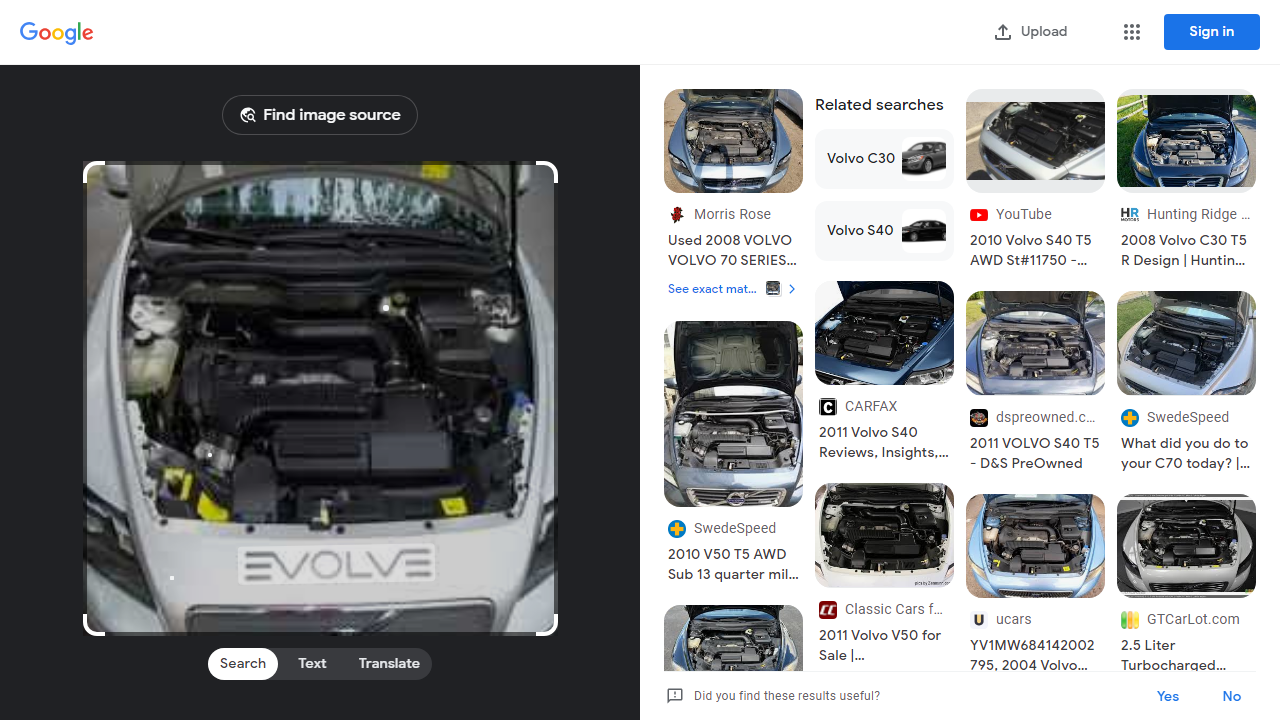 Google
Upload
Sign in
Find image source
EVOLVE
Search
Text
Translate
Morris Rose
Used 2008 VOLVO
VOLVO 70 SERIES...
See exact mat...
SwedeSpeed
2010 V50 T5 AWD
Sub 13 quarter mil...
Related searches
Volvo C30
Volvo S40
CARFAX
2011 Volvo S40
Reviews, Insights,...
Classic Cars f...
2011 Volvo V50 for
Sale |...
YouTube
2010 Volvo S40 T5
AWD St#11750 -...
dspreowned.c...
2011 VOLVO S40 T5
- D&S PreOwned
ucars
YV1MW684142002
795, 2004 Volvo...
HR
Hunting Ridge ...
2008 Volvo C30 T5
R Design | Huntin...
SwedeSpeed
What did you do to
your C70 today? |...
GTCarLot.com
2.5 Liter
Turbocharged...
Did you find these results useful?
Yes
No